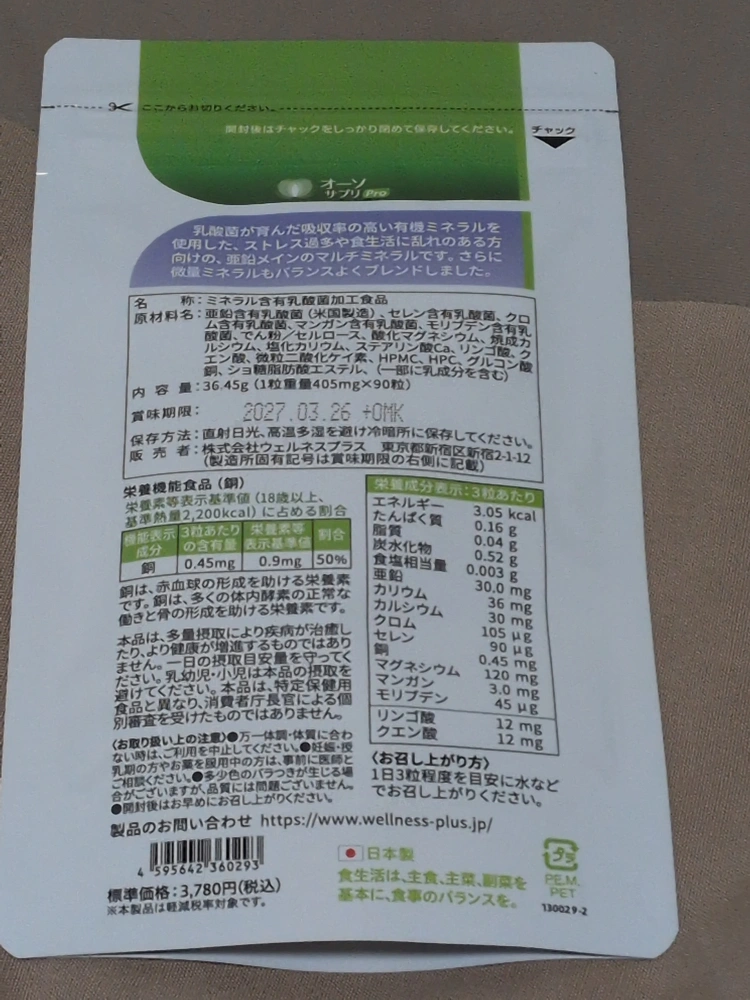 ここからお切りください。
開封後はチャックをしっかり閉めて保存してください。
チャック
オーソ
サプリ Pro
乳酸菌が育んだ吸収率の高い有機ミネラルを
使用した、ストレス過多や食生活に乱れのある方
向けの、亜鉛メインのマルチミネラルです。さらに
微量ミネラルもバランスよくブレンドしました。
名　　称：ミネラル含有乳酸菌加工食品
原材料名：亜鉛含有乳酸菌（米国製造）、セレン含有乳酸菌、クロ
ム含有乳酸菌、マンガン含有乳酸菌、モリブデン含有乳
酸菌、でん粉／セルロース、酸化マグネシウム、焼成カ
ルシウム、塩化カリウム、ステアリン酸Ca、リンゴ酸、ク
エン酸、微粒二酸化ケイ素、HPMC、HPC、グルコン酸
銅、ショ糖脂肪酸エステル、（一部に乳成分を含む）
内 容 量：36.45g（1粒重量405mg×90粒）
賞味期限： 2027.03.26 +OMK
保存方法：直射日光、高温多湿を避け冷暗所に保存してください。
販 売 者：株式会社ウェルネスプラス　東京都新宿区新宿2-1-12
（製造所固有記号は賞味期限の右側に記載）
栄養機能食品（銅）
栄養素等表示基準値（18歳以上、
基準熱量2,200kcal）に占める割合
機能表示成分 3粒あたりの含有量 栄養素等表示基準値 割合
銅 0.45mg 0.9mg 50%
銅は、赤血球の形成を助ける栄養素
です。銅は、多くの体内酵素の正常な
働きと骨の形成を助ける栄養素です。
本品は、多量摂取により疾病が治癒し
たり、より健康が増進するものではあり
ません。一日の摂取目安量を守ってく
ださい。乳幼児・小児は本品の摂取を
避けてください。本品は、特定保健用
食品と異なり、消費者庁長官による個
別審査を受けたものではありません。
〈お取り扱い上の注意〉●万一体調・体質に合わ
ない時は、ご利用を中止してください。●妊娠・授
乳期の方やお薬を服用中の方は、事前に医師と
ご相談ください。●多少色のバラつきが生じる場
合がございますが、品質には問題ございません。
●開封後はお早めにお召し上がりください。
栄養成分表示：3粒あたり
エネルギー 3.05 kcal
たんぱく質 0.16 g
脂質 0.04 g
炭水化物 0.52 g
食塩相当量 0.003 g
亜鉛 30.0 mg
カリウム 36 mg
カルシウム 30 mg
クロム 105 μg
セレン 90 μg
銅 0.45 mg
マグネシウム 120 mg
マンガン 3.0 mg
モリブデン 45 μg
リンゴ酸 12 mg
クエン酸 12 mg
〈お召し上がり方〉
1日3粒程度を目安に水など
でお召し上がりください。
製品のお問い合わせ https://www.wellness-plus.jp/
4 595642 360293
標準価格：3,780円（税込）
※本製品は軽減税率対象です。
日本製
食生活は、主食、主菜、副菜を
基本に、食事のバランスを。
プラ
PE.M.
PET
130029-2